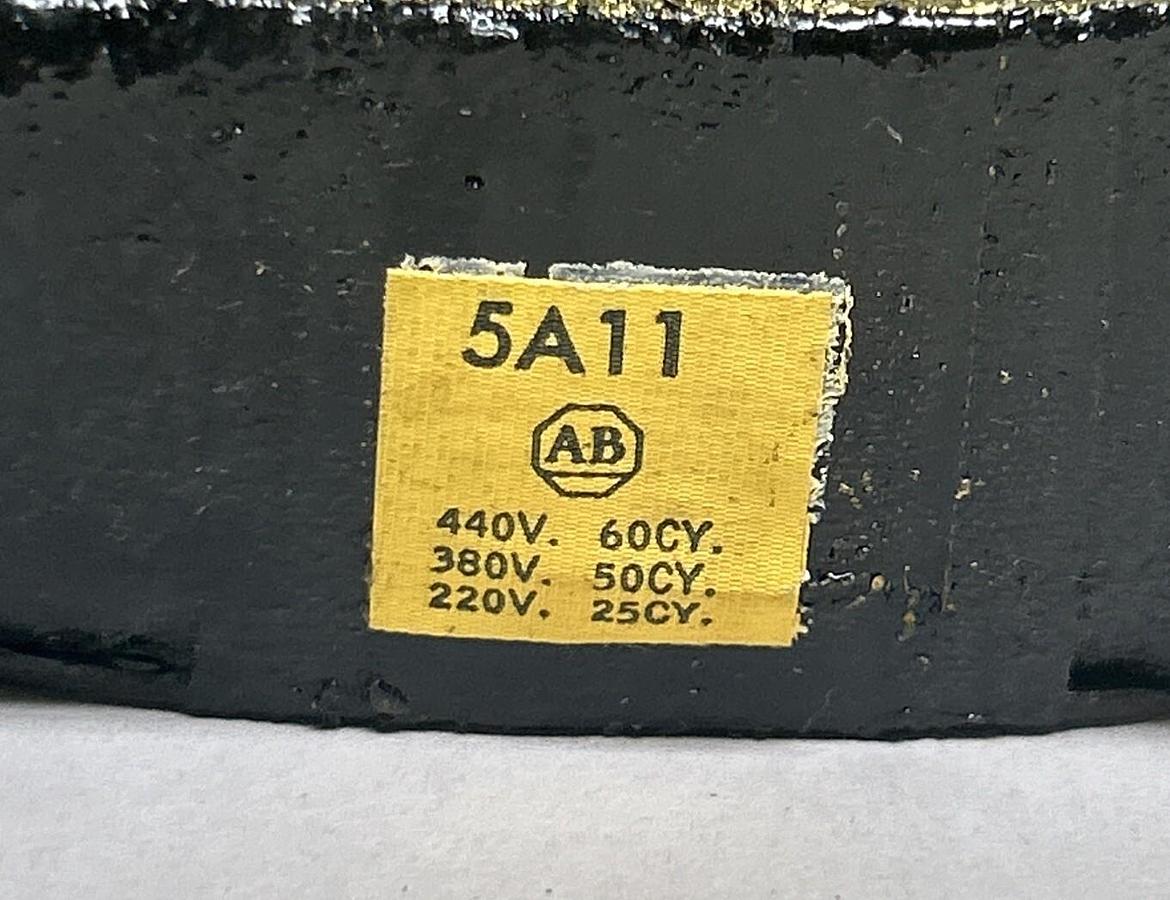 5A11
AB
440V. 60CY.
380V. 50CY.
220V. 25CY.